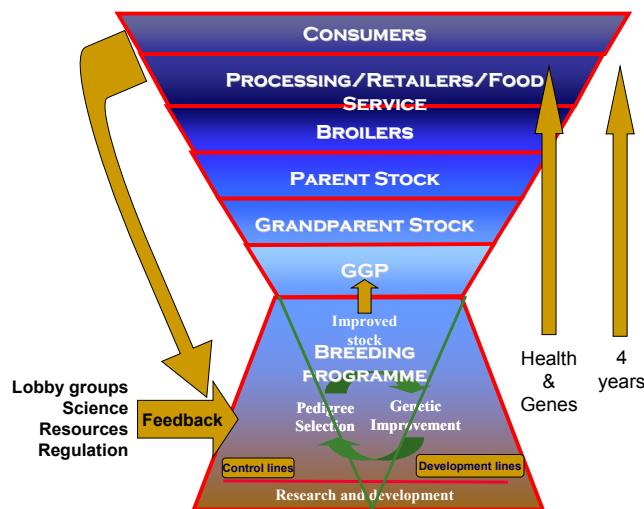 CONSUMERS
PROCESSING/RETAILERS/FOOD
SERVICE
BROILERS
PARENT STOCK
GRANDPARENT STOCK
GGP
Improved
stock
BREEDING
PROGRAMME
Pedigree
Selection
Genetic
Improvement
Control lines
Development lines
Research and development
Lobby groups
Science
Resources
Regulation
Feedback
Health
&
Genes
4
years